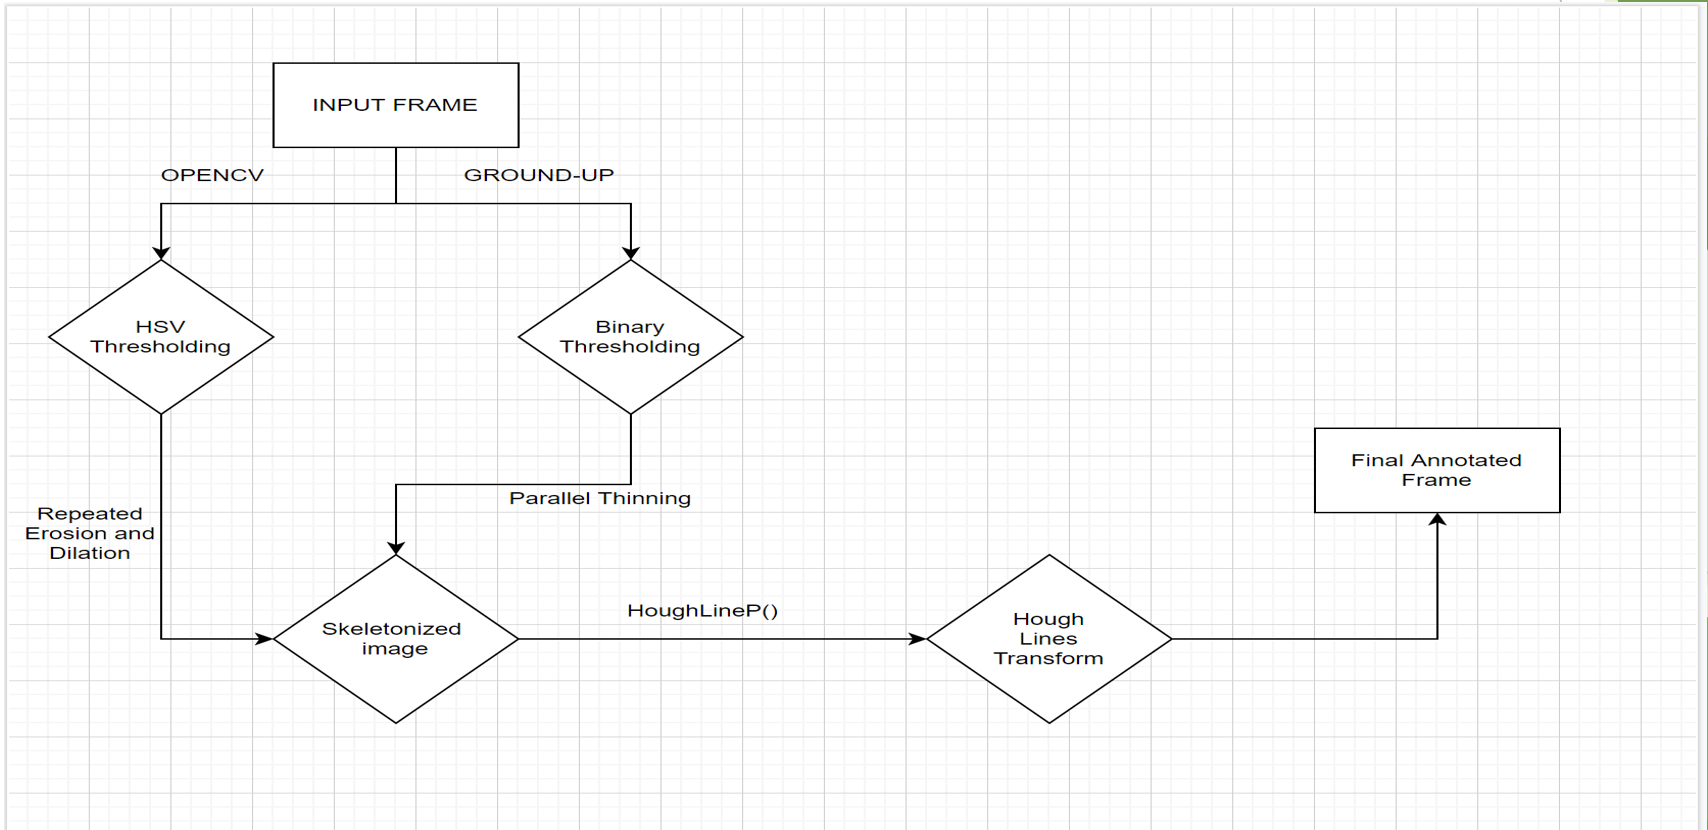 INPUT FRAME
OPENCV
GROUND-UP
HSV
Thresholding
Binary
Thresholding
Repeated
Erosion and
Dilation
Parallel Thinning
Skeletonized
image
HoughLineP()
Hough
Lines
Transform
Final Annotated
Frame